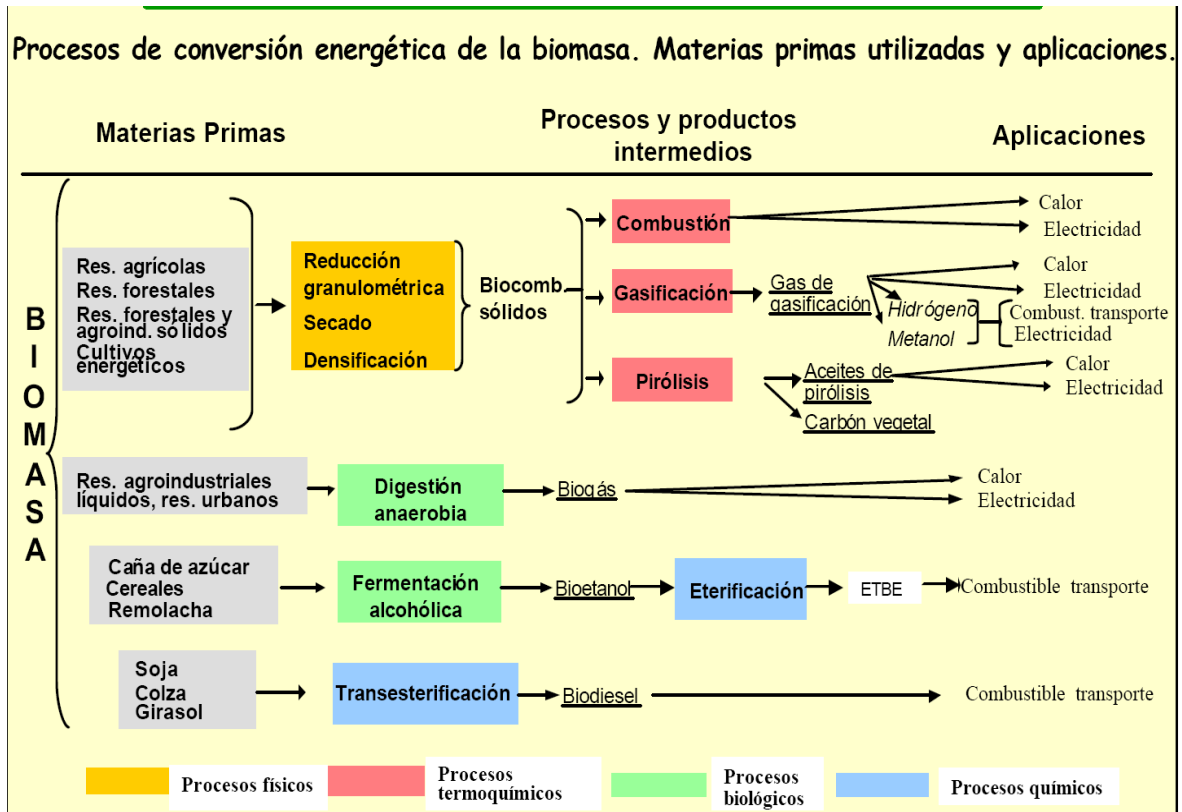 Procesos de conversión energética de la biomasa. Materias primas utilizadas y aplicaciones.
Materias Primas
Procesos y productos
intermedios
Aplicaciones
BIOMASA
Res. agrícolas
Res. forestales
Res. forestales y
agroind. sólidos
Cultivos
energéticos
Reducción
granulométrica
Secado
Densificación
Biocomb.
sólidos
Combustión
Calor
Electricidad
Gasificación
Gas de
gasificación
Calor
Electricidad
Hidrógeno
Metanol
Combust. transporte
Electricidad
Pirólisis
Aceites de
pirólisis
Carbón vegetal
Calor
Electricidad
Res. agroindustriales
líquidos, res. urbanos
Digestión
anaerobia
Biogás
Calor
Electricidad
Caña de azúcar
Cereales
Remolacha
Fermentación
alcohólica
Bioetanol
Eterificación
ETBE
Combustible transporte
Soja
Colza
Girasol
Transesterificación
Biodiesel
Combustible transporte
Procesos físicos
Procesos
termoquímicos
Procesos
biológicos
Procesos químicos